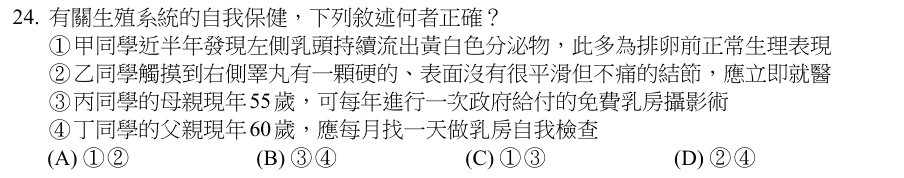 24. 有關生殖系統的自我保健，下列敘述何者正確？
①甲同學近半年發現左側乳頭持續流出黃白色分泌物，此多為排卵前正常生理表現
②乙同學觸摸到右側睪丸有一顆硬的、表面沒有很平滑但不痛的結節，應立即就醫
③丙同學的母親現年55歲，可每年進行一次政府給付的免費乳房攝影術
④丁同學的父親現年60歲，應每月找一天做乳房自我檢查
(A) ①② (B) ③④ (C) ①③ (D) ②④